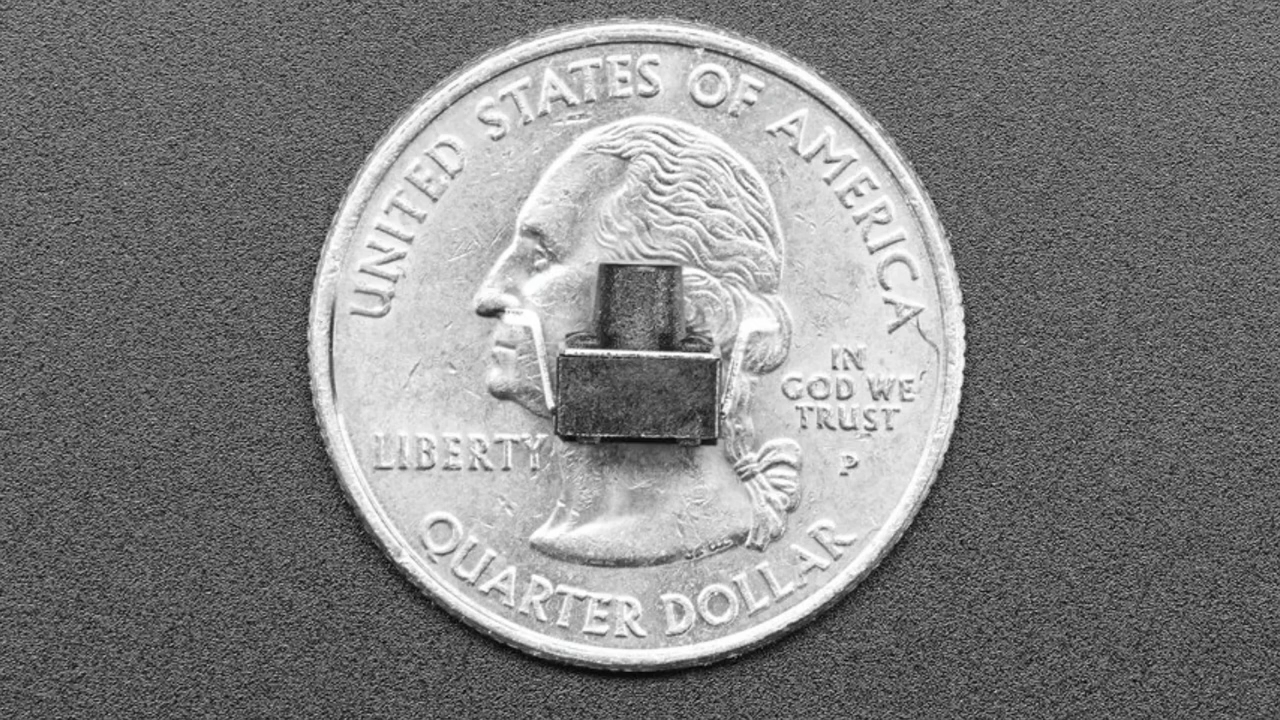 UNITED STATES OF AMERICA
LIBERTY
IN
GOD WE
TRUST
P
QUARTER DOLLAR